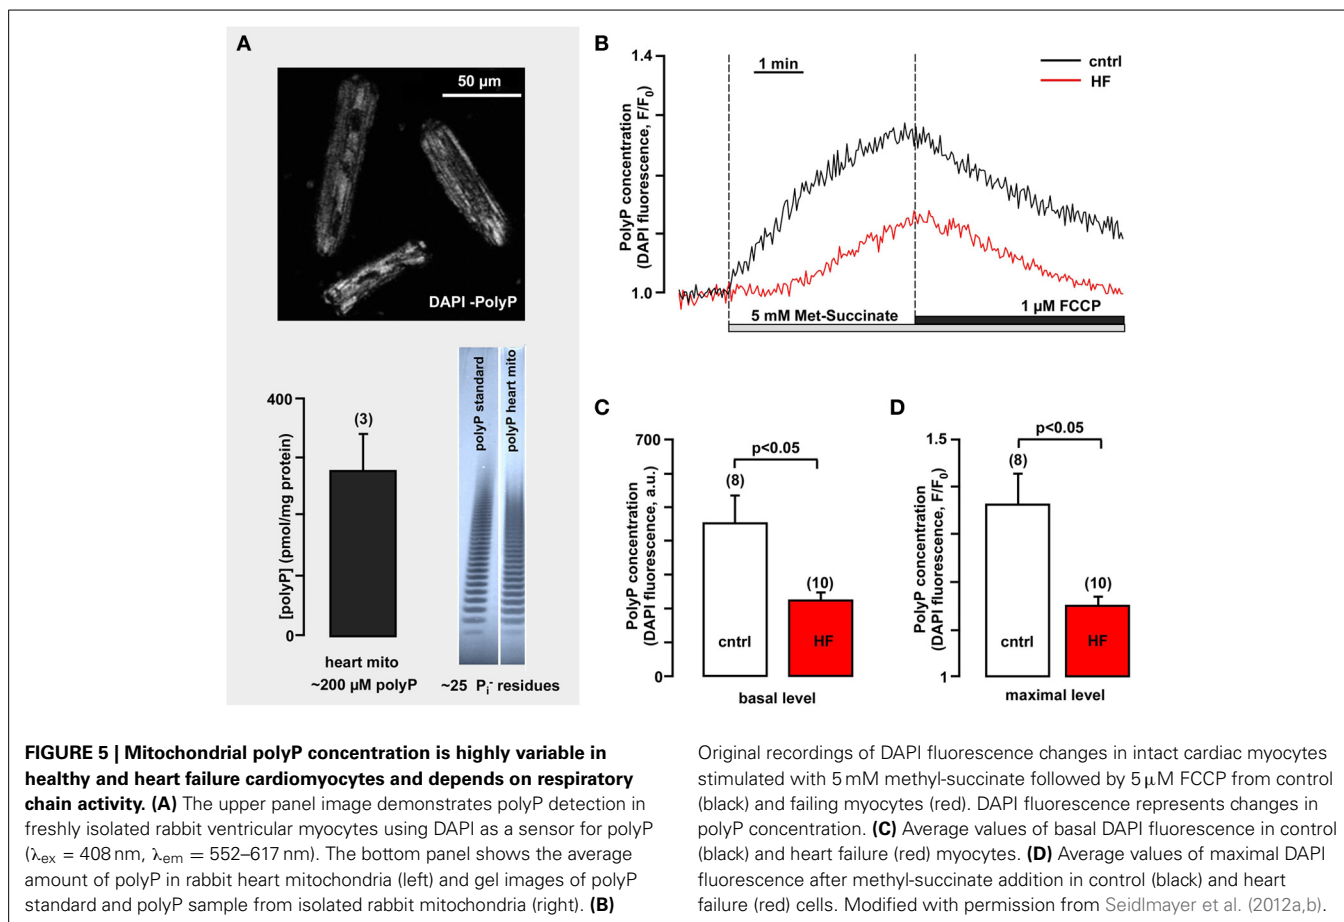 A
50 µm
DAPI -PolyP
400
(3)
[polyP] (pmol/mg protein)
0
heart mito
~200 µM polyP
polyP standard
polyP heart mito
~25 Pi- residues
B
1.4
1 min
cntrl
HF
PolyP concentration
(DAPI fluorescence, F/F0)
1.0
5 mM Met-Succinate
1 µM FCCP
C
700
p<0.05
(8)
(10)
PolyP concentration
(DAPI fluorescence, a.u.)
cntrl
HF
0
basal level
D
1.5
p<0.05
(8)
(10)
PolyP concentration
(DAPI fluorescence, F/F0)
cntrl
HF
1
maximal level
FIGURE 5 | Mitochondrial polyP concentration is highly variable in
healthy and heart failure cardiomyocytes and depends on respiratory
chain activity. (A) The upper panel image demonstrates polyP detection in
freshly isolated rabbit ventricular myocytes using DAPI as a sensor for polyP
(λex = 408 nm, λem = 552–617 nm). The bottom panel shows the average
amount of polyP in rabbit heart mitochondria (left) and gel images of polyP
standard and polyP sample from isolated rabbit mitochondria (right). (B)
Original recordings of DAPI fluorescence changes in intact cardiac myocytes
stimulated with 5 mM methyl-succinate followed by 5 µM FCCP from control
(black) and failing myocytes (red). DAPI fluorescence represents changes in
polyP concentration. (C) Average values of basal DAPI fluorescence in control
(black) and heart failure (red) myocytes. (D) Average values of maximal DAPI
fluorescence after methyl-succinate addition in control (black) and heart
failure (red) cells. Modified with permission from Seidlmayer et al. (2012a,b).